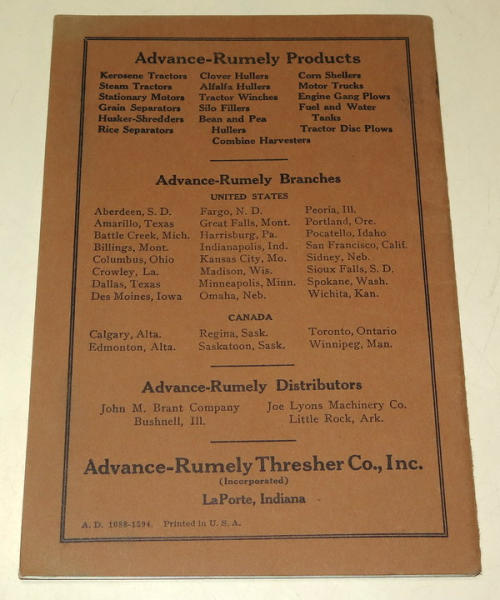 Advance-Rumely Products
Kerosene Tractors Clover Hullers Corn Shellers
Steam Tractors Alfalfa Hullers Motor Trucks
Stationary Motors Tractor Winches Engine Gang Plows
Grain Separators Silo Fillers Fuel and Water
Husker-Shredders Bean and Pea Tanks
Rice Separators Hullers Tractor Disc Plows
Combine Harvesters
Advance-Rumely Branches
UNITED STATES
Aberdeen, S. D. Fargo, N. D. Peoria, Ill.
Amarillo, Texas Great Falls, Mont. Portland, Ore.
Battle Creek, Mich. Harrisburg, Pa. Pocatello, Idaho
Billings, Mont. Indianapolis, Ind. San Francisco, Calif.
Columbus, Ohio Kansas City, Mo. Sidney, Neb.
Crowley, La. Madison, Wis. Sioux Falls, S. D.
Dallas, Texas Minneapolis, Minn. Spokane, Wash.
Des Moines, Iowa Omaha, Neb. Wichita, Kan.
CANADA
Calgary, Alta. Regina, Sask. Toronto, Ontario
Edmonton, Alta. Saskatoon, Sask. Winnipeg, Man.
Advance-Rumely Distributors
John M. Brant Company Joe Lyons Machinery Co.
Bushnell, Ill. Little Rock, Ark.
Advance-Rumely Thresher Co., Inc.
(Incorporated)
LaPorte, Indiana
A. D. 1088-1594. Printed in U. S. A.